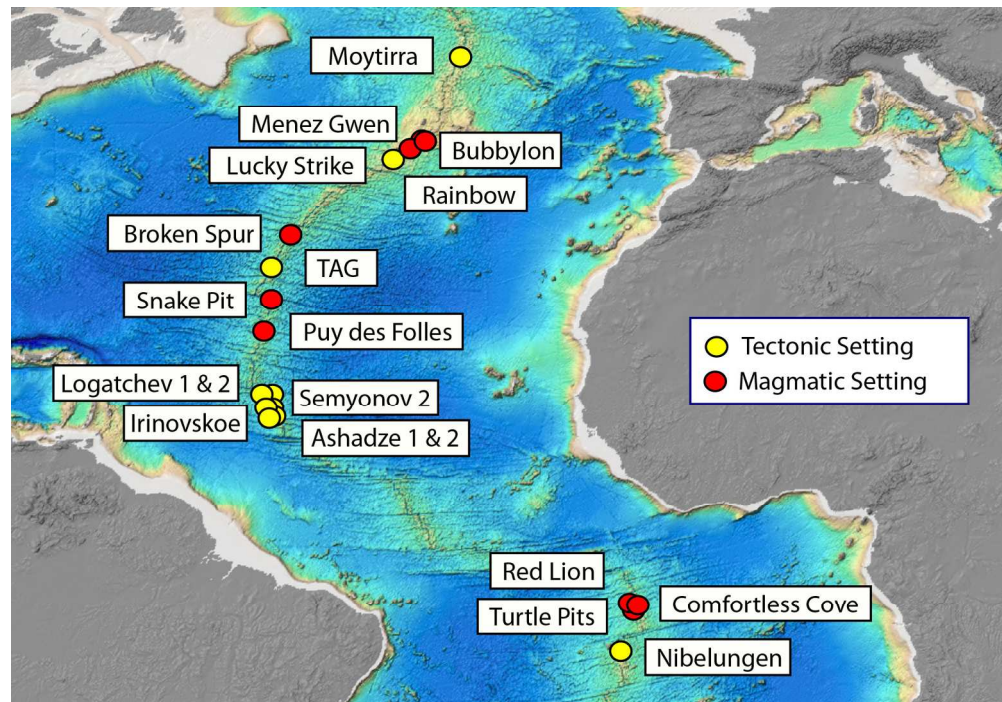 Moytirra
Menez Gwen
Bubbylon
Lucky Strike
Rainbow
Broken Spur
TAG
Snake Pit
Puy des Folles
Tectonic Setting
Magmatic Setting
Logatchev 1 & 2
Semyonov 2
Irinovskoe
Ashadze 1 & 2
Red Lion
Comfortless Cove
Turtle Pits
Nibelungen